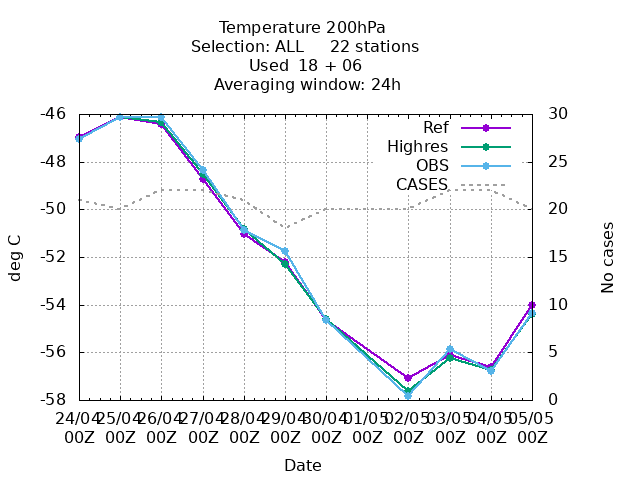 Temperature 200hPa
Selection: ALL     22 stations
Used  18 + 06
Averaging window: 24h
-46
-48
-50
-52
-54
-56
-58
deg C
Ref
Highres
OBS
CASES
30
25
20
15
10
5
0
No cases
24/04 25/04 26/04 27/04 28/04 29/04 30/04 01/05 02/05 03/05 04/05 05/05
00Z 00Z 00Z 00Z 00Z 00Z 00Z 00Z 00Z 00Z 00Z 00Z
Date